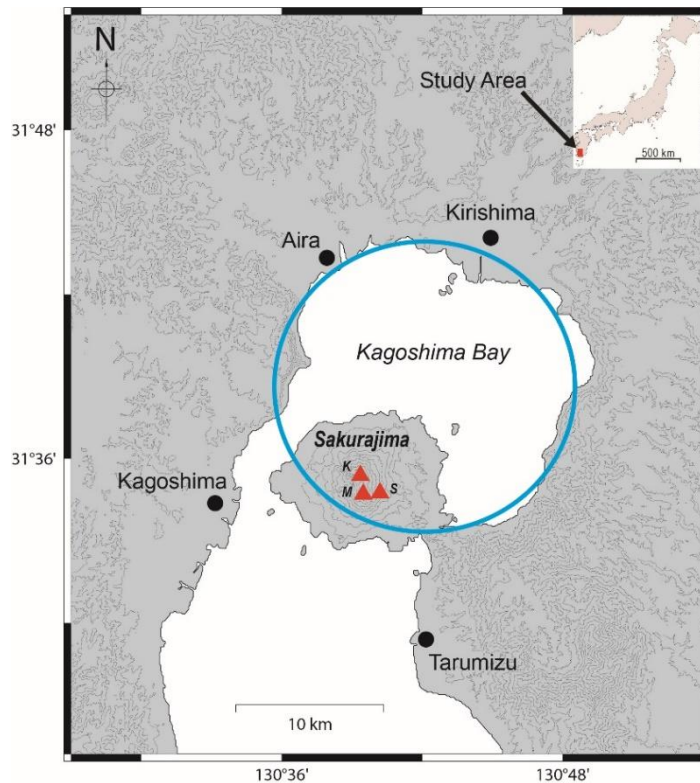 N
Study Area
500 km
31°48'
Kirishima
Aira
Kagoshima Bay
Sakurajima
31°36'
K
Kagoshima
M
S
Tarumizu
10 km
130°36'
130°48'